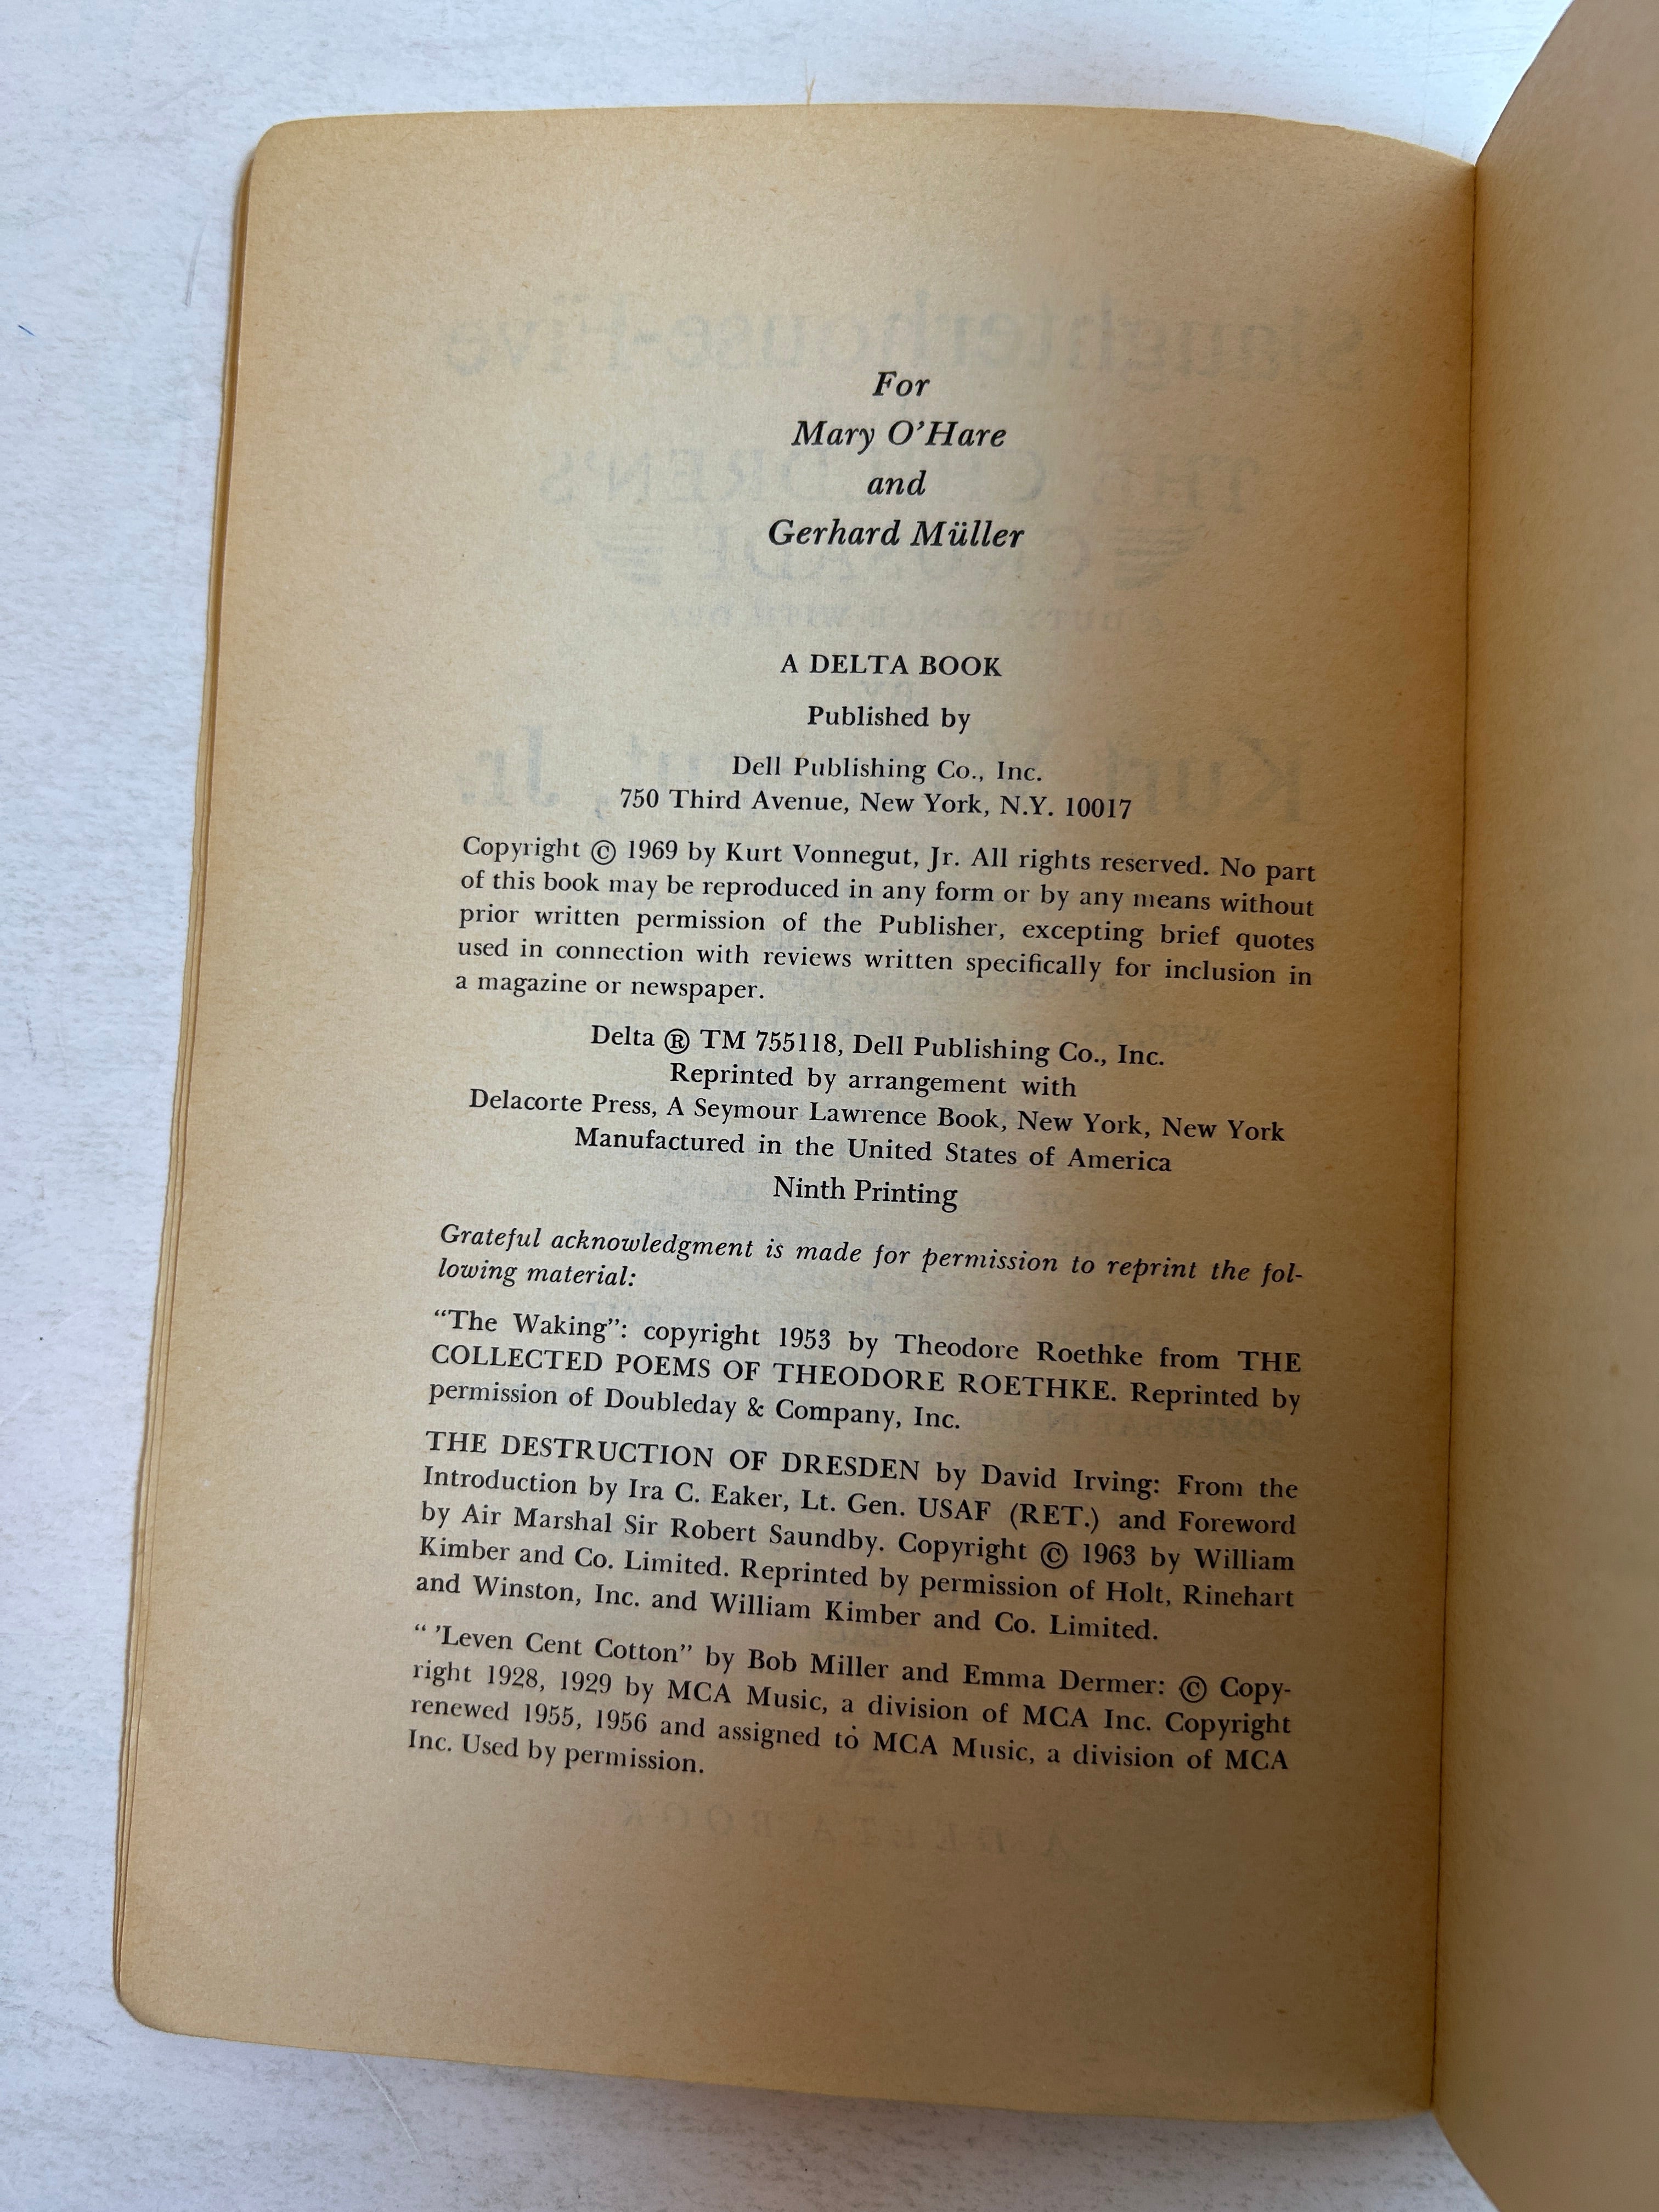 For
Mary O’Hare
and
Gerhard Müller
A DELTA BOOK
Published by
Dell Publishing Co., Inc.
750 Third Avenue, New York, N.Y. 10017
Copyright © 1969 by Kurt Vonnegut, Jr. All rights reserved. No part
of this book may be reproduced in any form or by any means without
prior written permission of the Publisher, excepting brief quotes
used in connection with reviews written specifically for inclusion in
a magazine or newspaper.
Delta ® TM 755118, Dell Publishing Co., Inc.
Reprinted by arrangement with
Delacorte Press, A Seymour Lawrence Book, New York, New York
Manufactured in the United States of America
Ninth Printing
Grateful acknowledgment is made for permission to reprint the fol-
lowing material:
“The Waking”: copyright 1953 by Theodore Roethke from THE
COLLECTED POEMS OF THEODORE ROETHKE. Reprinted by
permission of Doubleday & Company, Inc.
THE DESTRUCTION OF DRESDEN by David Irving: From the
Introduction by Ira C. Eaker, Lt. Gen. USAF (RET.) and Foreword
by Air Marshal Sir Robert Saundby. Copyright © 1963 by William
Kimber and Co. Limited. Reprinted by permission of Holt, Rinehart
and Winston, Inc. and William Kimber and Co. Limited.
“ ’Leven Cent Cotton” by Bob Miller and Emma Dermer: © Copy-
right 1928, 1929 by MCA Music, a division of MCA Inc. Copyright
renewed 1955, 1956 and assigned to MCA Music, a division of MCA
Inc. Used by permission.